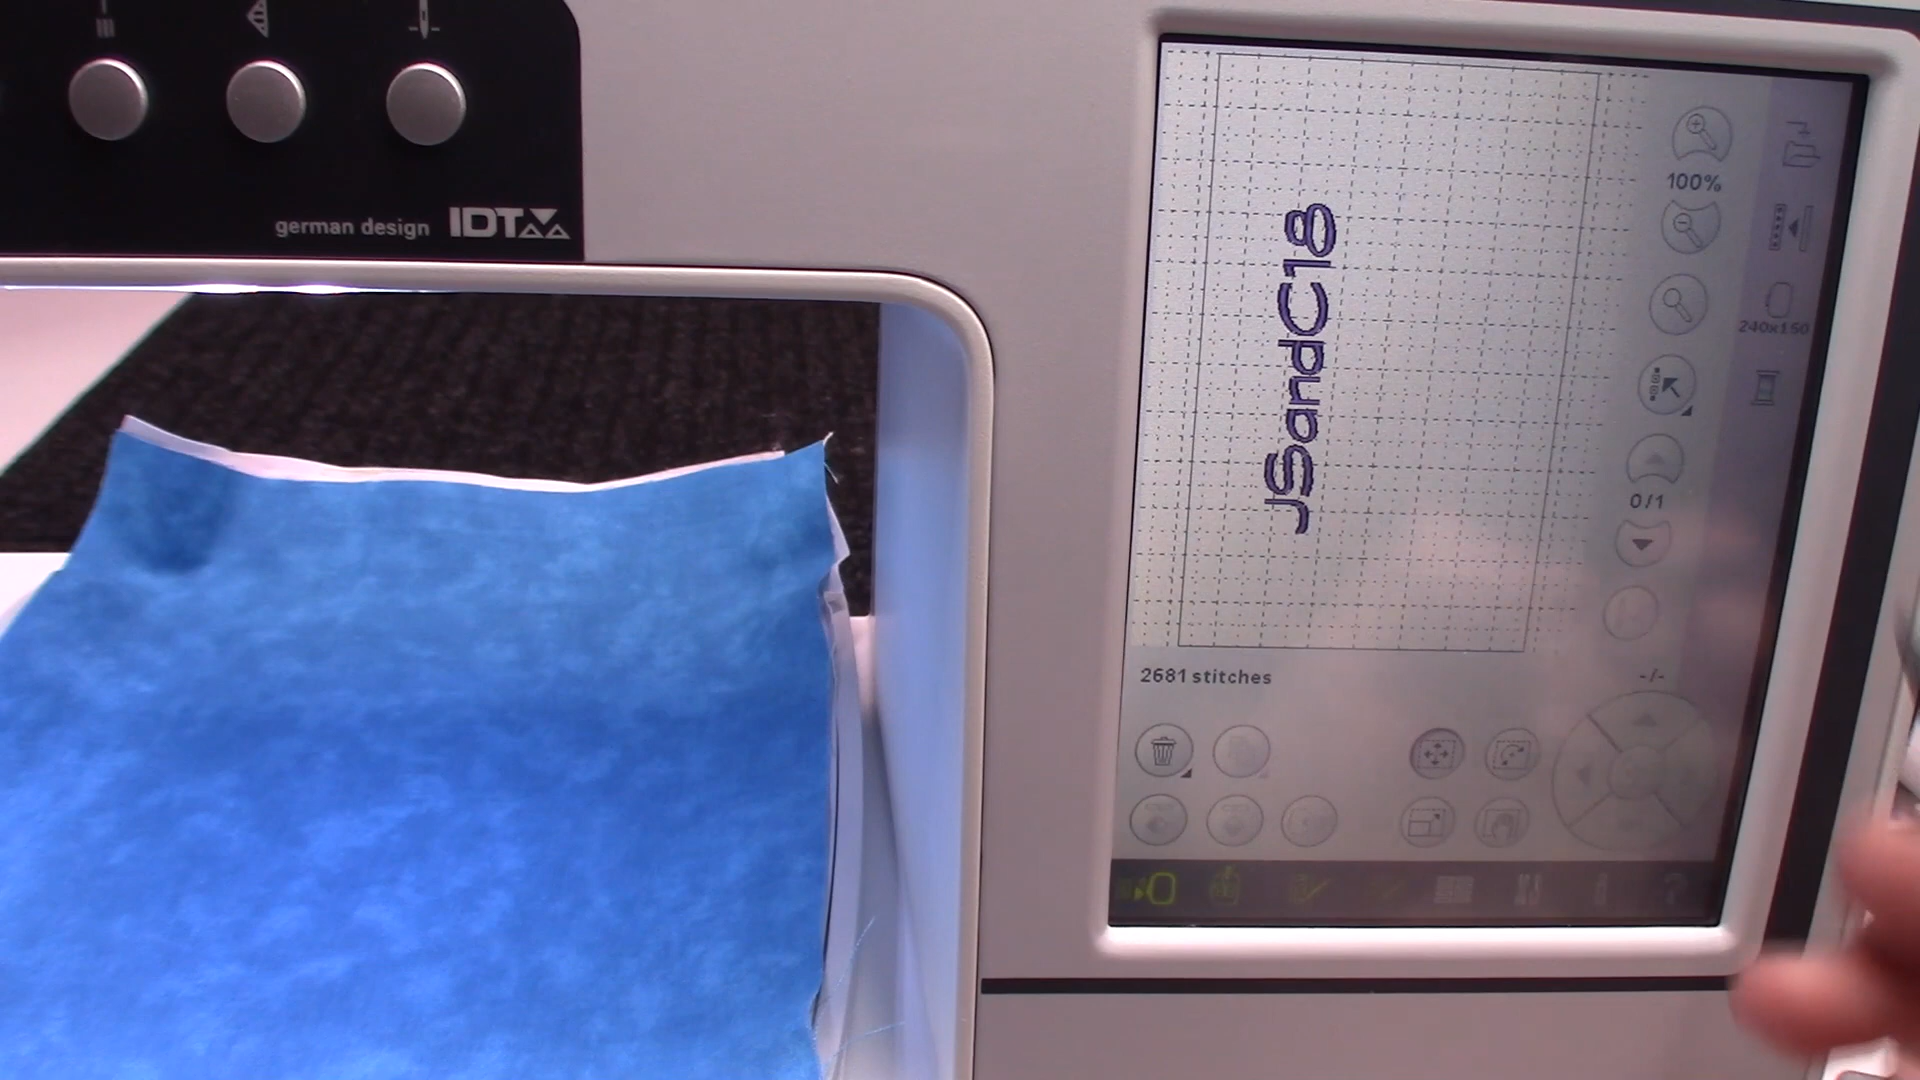 german design IDT
100%
JSandC18
240x150
0/1
2681 stitches
-/-
?